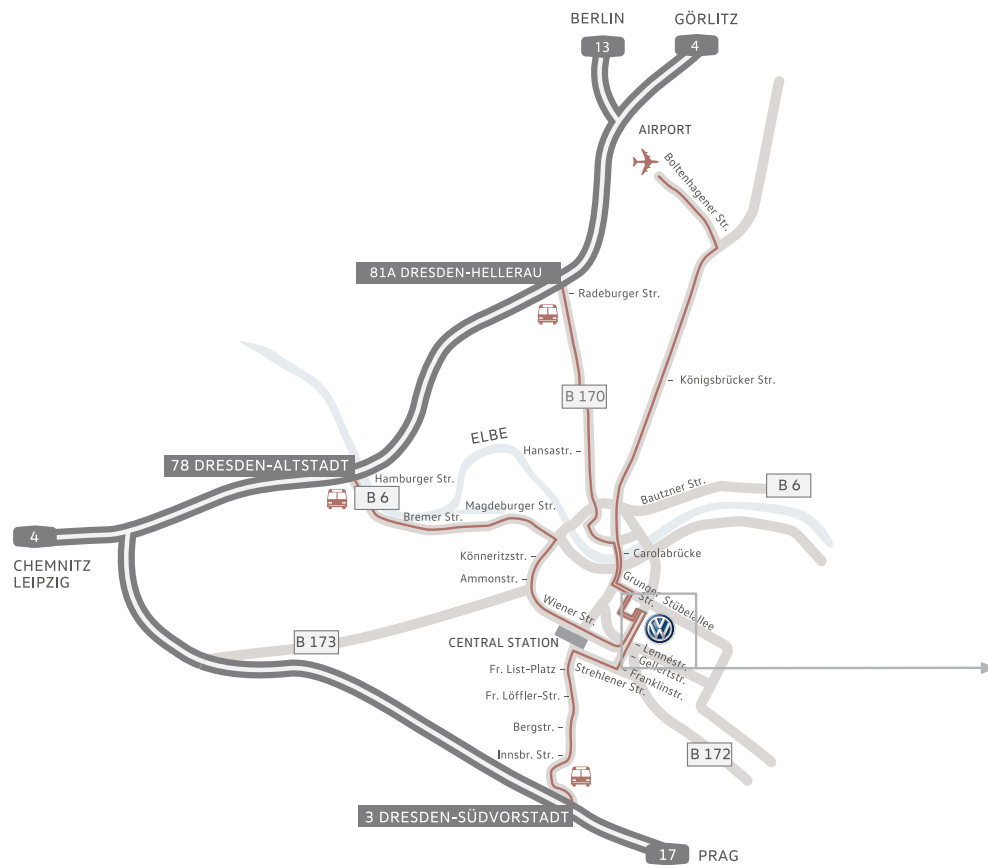 BERLIN
GÖRLITZ
13
4
AIRPORT
Boltenhagener Str.
81A DRESDEN-HELLERAU
Radeburger Str.
Königsbrücker Str.
B 170
ELBE
Hansastr.
78 DRESDEN-ALTSTADT
Hamburger Str.
B 6
Bautzner Str.
B 6
Magdeburger Str.
Bremer Str.
4
CHEMNITZ
LEIPZIG
Könneritzstr.
Carolabrücke
Ammonstr.
Grunaer Str.
Stübelallee
Wiener Str.
B 173
CENTRAL STATION
Lennéstr.
Gellertstr.
Fr. List-Platz
Strehlener Str.
Franklinstr.
Fr. Löffler-Str.
Bergstr.
Innsbr. Str.
B 172
3 DRESDEN-SÜDVORSTADT
17
PRAG